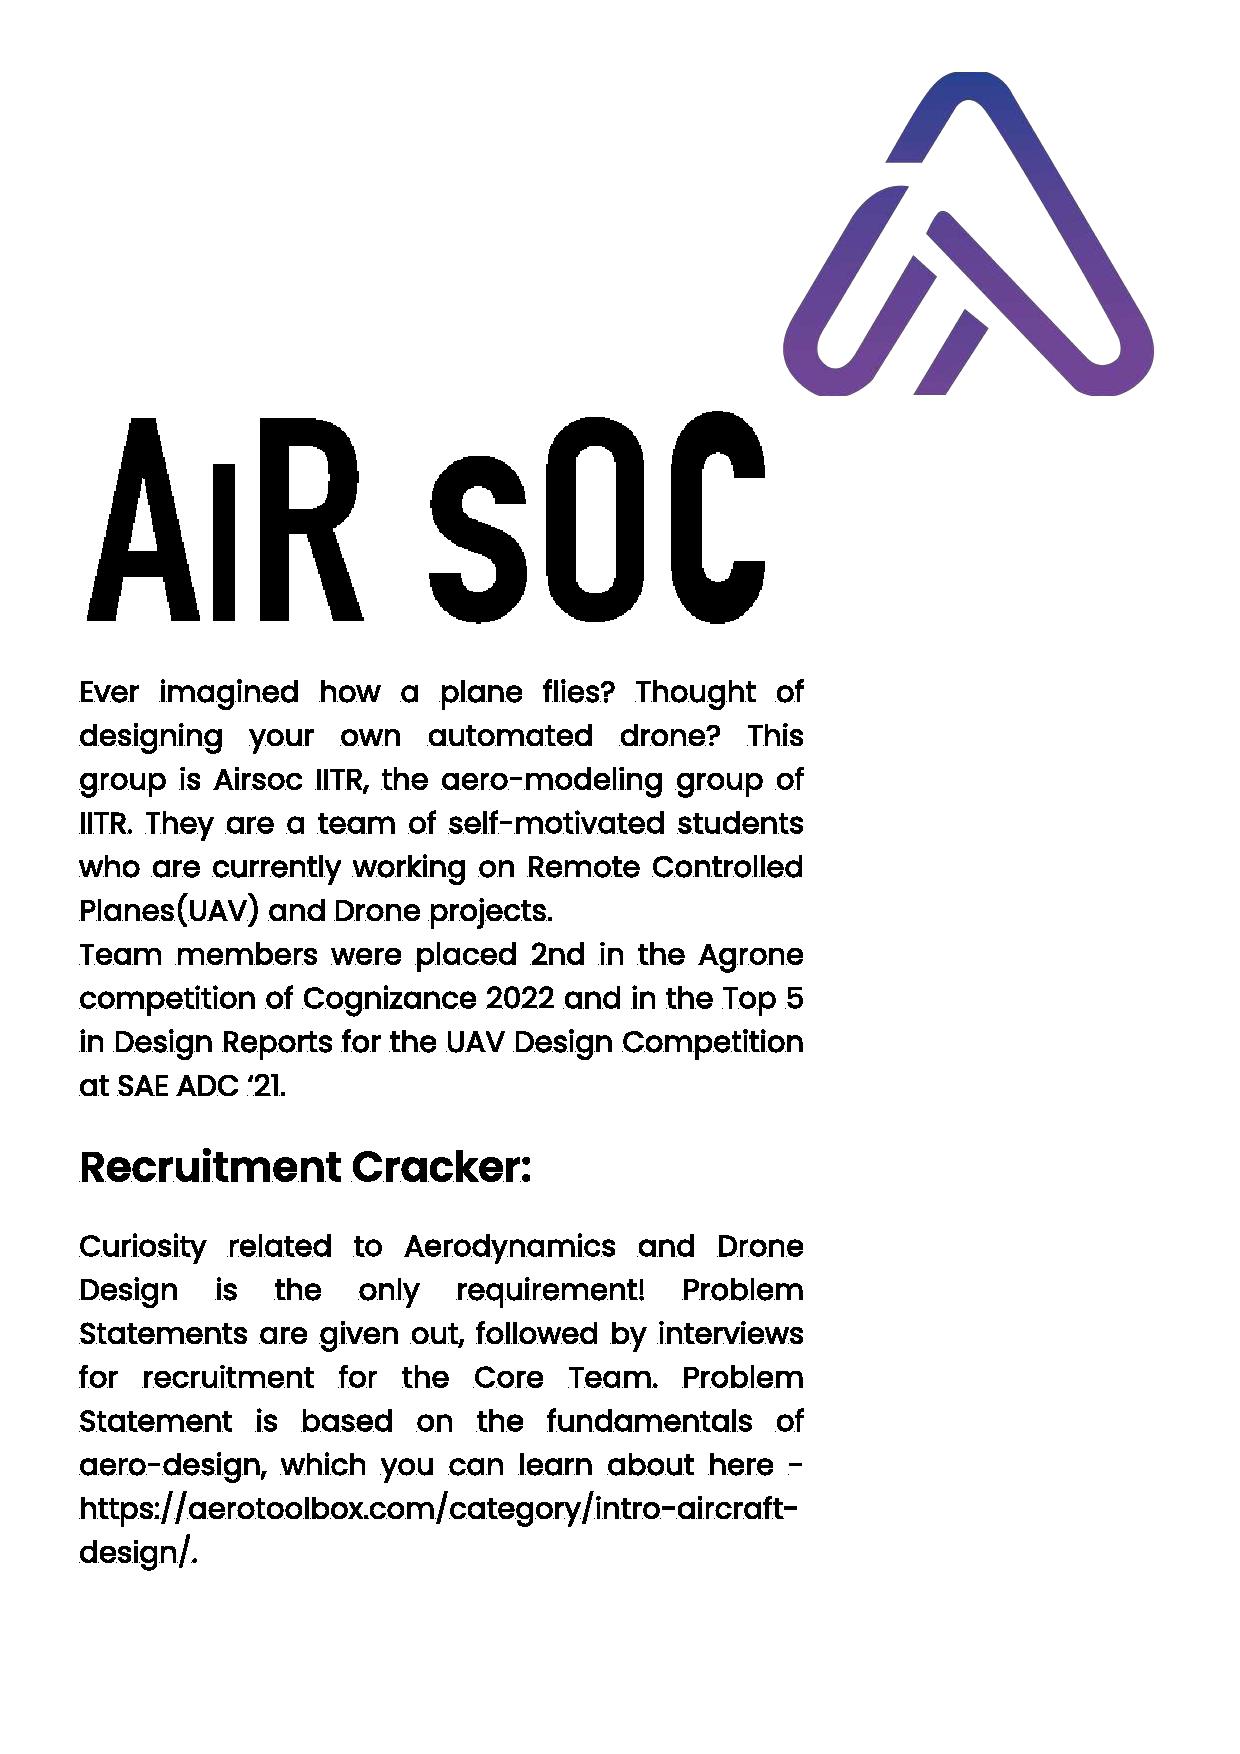 AiR sOC
Ever imagined how a plane flies? Thought of
designing your own automated drone? This
group is Airsoc IITR, the aero-modeling group of
IITR. They are a team of self-motivated students
who are currently working on Remote Controlled
Planes(UAV) and Drone projects.
Team members were placed 2nd in the Agrone
competition of Cognizance 2022 and in the Top 5
in Design Reports for the UAV Design Competition
at SAE ADC ‘21.
Recruitment Cracker:
Curiosity related to Aerodynamics and Drone
Design is the only requirement! Problem
Statements are given out, followed by interviews
for recruitment for the Core Team. Problem
Statement is based on the fundamentals of
aero-design, which you can learn about here -
https://aerotoolbox.com/category/intro-aircraft-
design/.